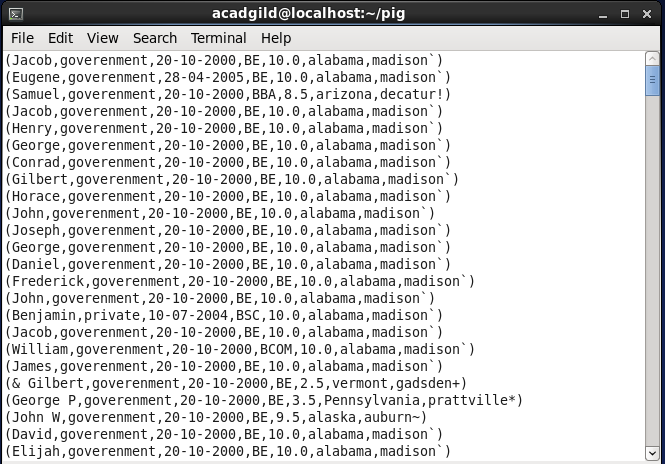 acadgild@localhost:~/pig
File Edit View Search Terminal Help
(Jacob,goverenment,20-10-2000,BE,10.0,alabama,madison`)
(Eugene,goverenment,28-04-2005,BE,10.0,alabama,madison`)
(Samuel,goverenment,20-10-2000,BBA,8.5,arizona,decatur!)
(Jacob,goverenment,20-10-2000,BE,10.0,alabama,madison`)
(Henry,goverenment,20-10-2000,BE,10.0,alabama,madison`)
(George,goverenment,20-10-2000,BE,10.0,alabama,madison`)
(Conrad,goverenment,20-10-2000,BE,10.0,alabama,madison`)
(Gilbert,goverenment,20-10-2000,BE,10.0,alabama,madison`)
(Horace,goverenment,20-10-2000,BE,10.0,alabama,madison`)
(John,goverenment,20-10-2000,BE,10.0,alabama,madison`)
(Joseph,goverenment,20-10-2000,BE,10.0,alabama,madison`)
(George,goverenment,20-10-2000,BE,10.0,alabama,madison`)
(Daniel,goverenment,20-10-2000,BE,10.0,alabama,madison`)
(Frederick,goverenment,20-10-2000,BE,10.0,alabama,madison`)
(John,goverenment,20-10-2000,BE,10.0,alabama,madison`)
(Benjamin,private,10-07-2004,BSC,10.0,alabama,madison`)
(Jacob,goverenment,20-10-2000,BE,10.0,alabama,madison`)
(William,goverenment,20-10-2000,BCOM,10.0,alabama,madison`)
(James,goverenment,20-10-2000,BE,10.0,alabama,madison`)
(& Gilbert,goverenment,20-10-2000,BE,2.5,vermont,gadsden+)
(George P,goverenment,20-10-2000,BE,3.5,Pennsylvania,prattville*)
(John W,goverenment,20-10-2000,BE,9.5,alaska,auburn~)
(David,goverenment,20-10-2000,BE,10.0,alabama,madison`)
(Elijah,goverenment,20-10-2000,BE,10.0,alabama,madison`)